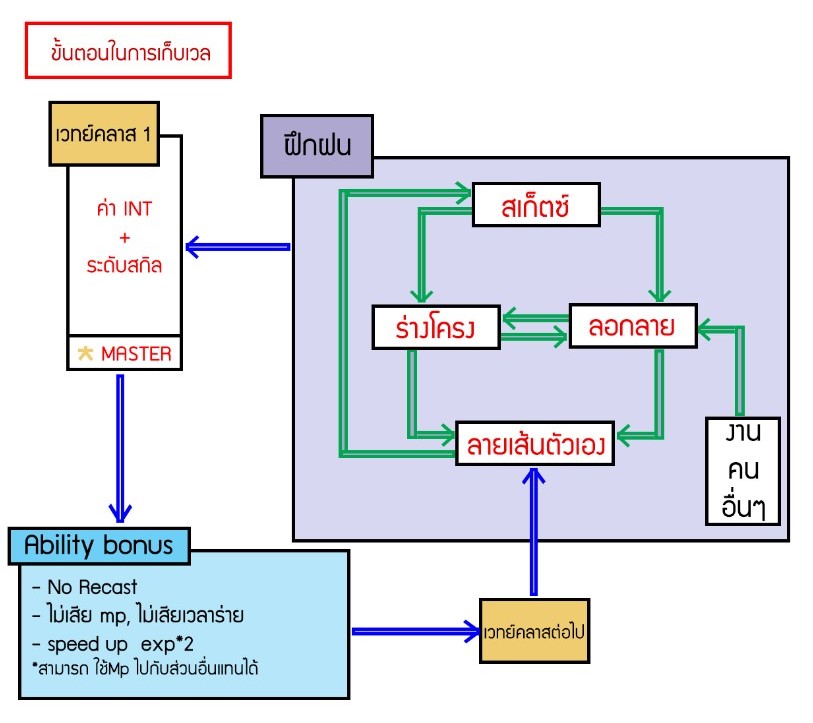 ขั้นตอนในการเก็บเวล
เวทย์คลาส 1
ค่า INT
+
ระดับสกิล
MASTER
ฝึกฝน
สเก็ตซ์
ร่างโครง
ลอกลาย
ลายเส้นตัวเอง
งาน
คน
อื่นๆ
Ability bonus
- No Recast
- ไม่เสีย mp, ไม่เสียเวลาร่าย
- speed up exp*2
*สามารถ ใช้Mp ไปกับส่วนอื่นแทนได้
เวทย์คลาสต่อไป